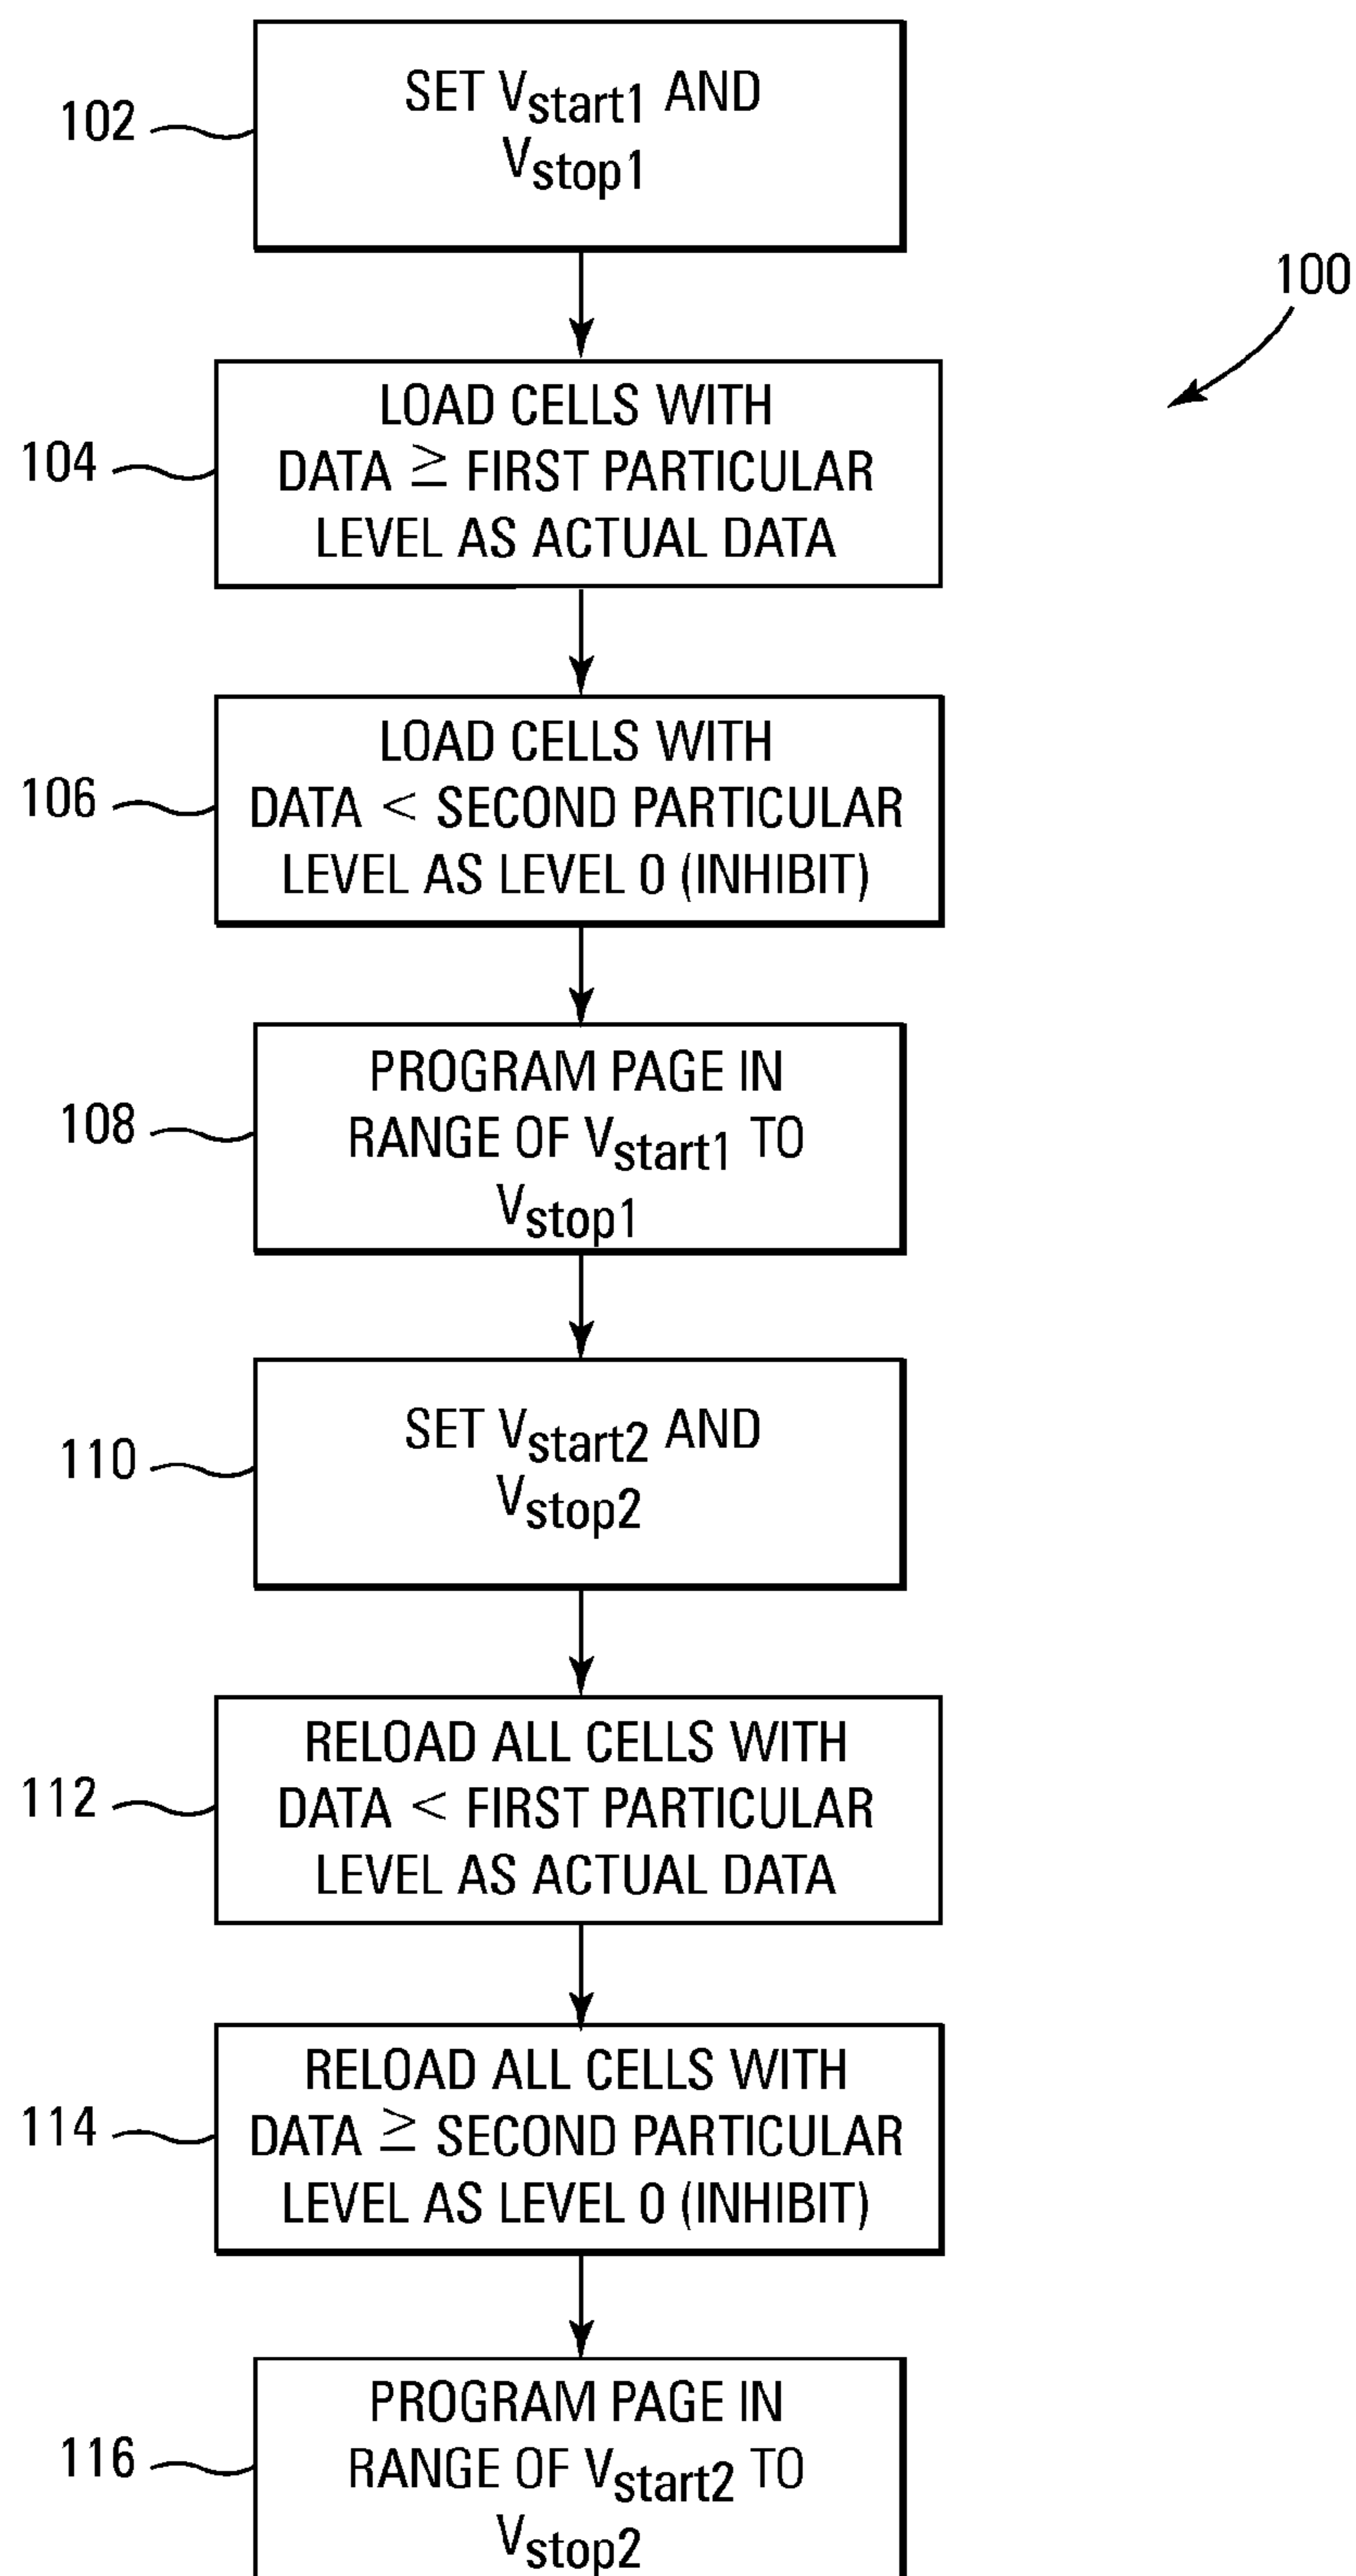 102
SET Vstart1 AND
Vstop1
100
104
LOAD CELLS WITH
DATA ≥ FIRST PARTICULAR
LEVEL AS ACTUAL DATA
106
LOAD CELLS WITH
DATA < SECOND PARTICULAR
LEVEL AS LEVEL 0 (INHIBIT)
108
PROGRAM PAGE IN
RANGE OF Vstart1 TO
Vstop1
110
SET Vstart2 AND
Vstop2
112
RELOAD ALL CELLS WITH
DATA < FIRST PARTICULAR
LEVEL AS ACTUAL DATA
114
RELOAD ALL CELLS WITH
DATA ≥ SECOND PARTICULAR
LEVEL AS LEVEL 0 (INHIBIT)
116
PROGRAM PAGE IN
RANGE OF Vstart2 TO
Vstop2